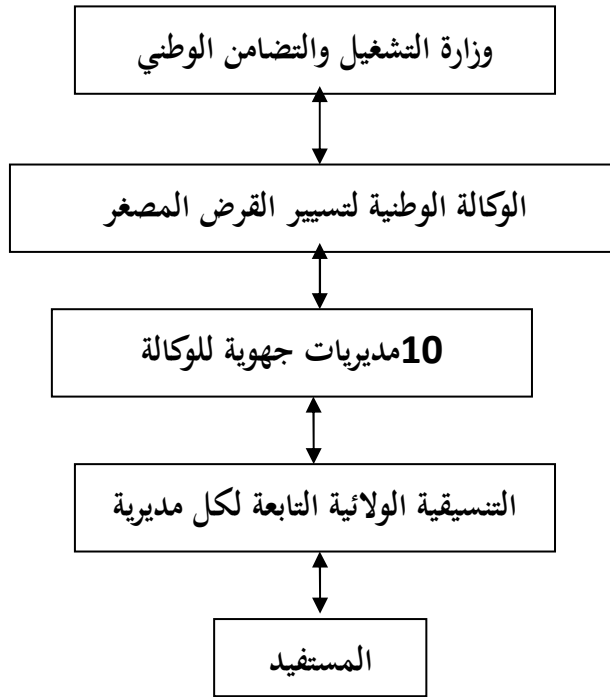 وزارة التشغيل والتضامن الوطني
الوكالة الوطنية لتسيير القرض المصغر
10مديريات جهوية للوكالة
التنسيقية الولائية التابعة لكل مديرية
المستفيد